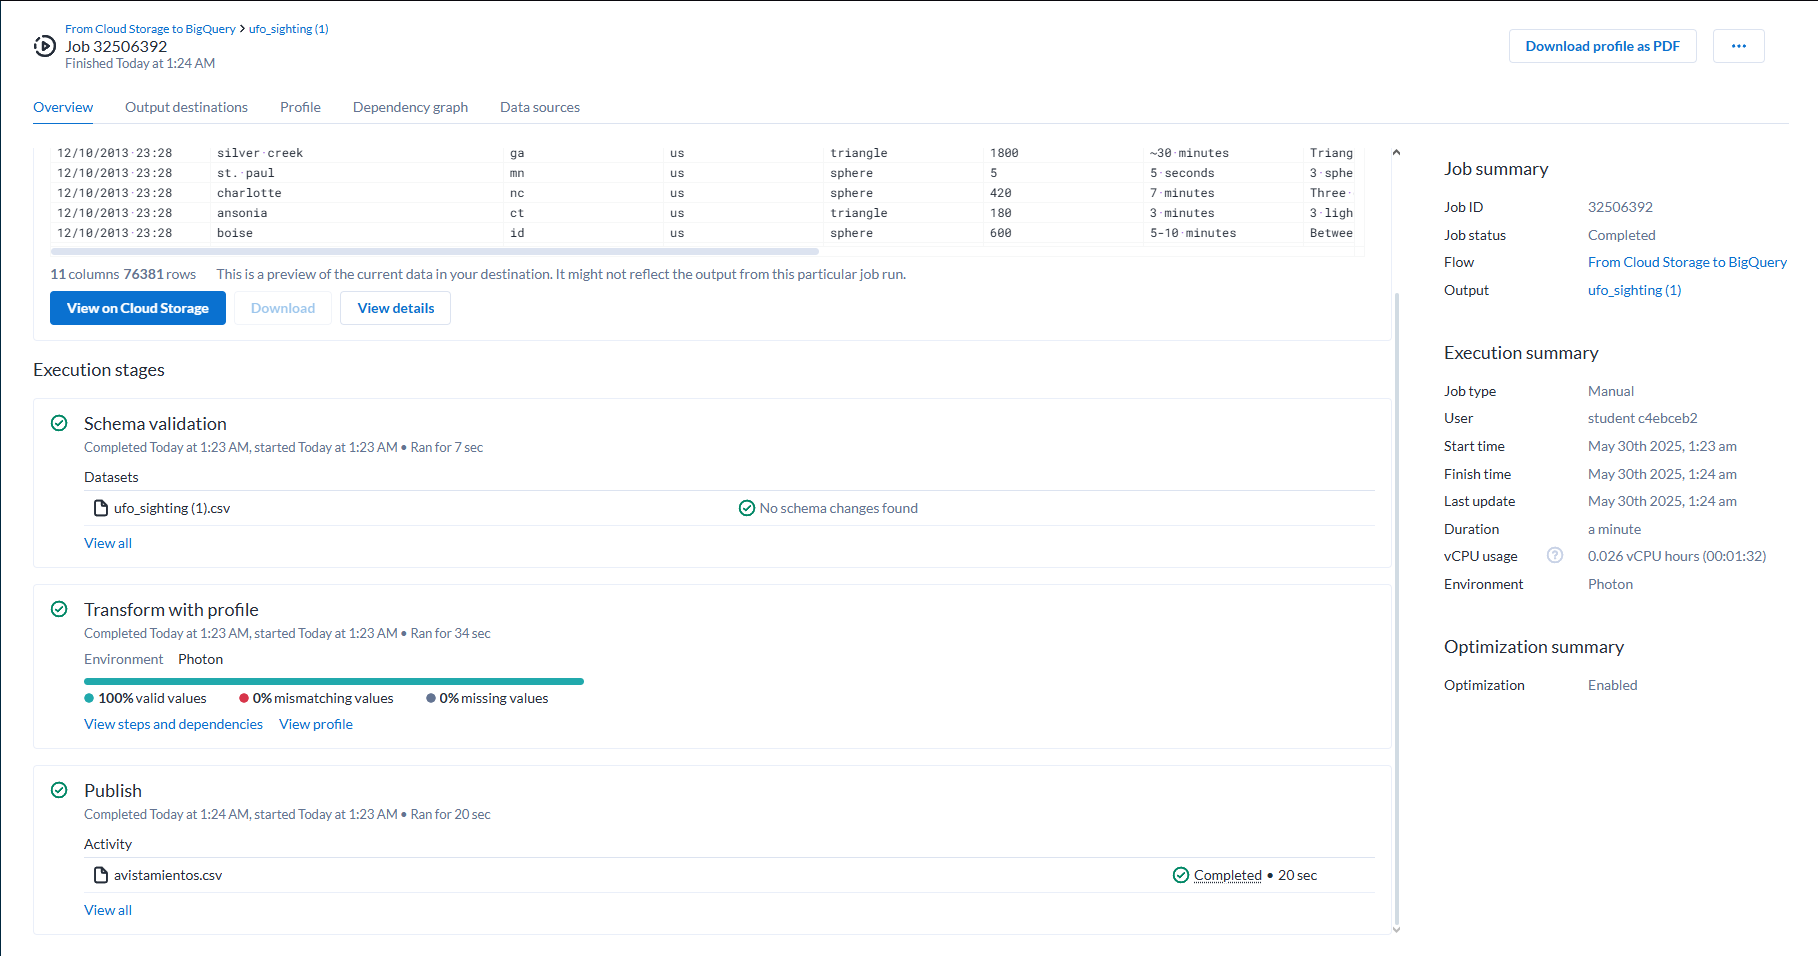 From Cloud Storage to BigQuery > ufo_sighting (1)
Job 32506392
Finished Today at 1:24 AM
Download profile as PDF
...
Overview Output destinations Profile Dependency graph Data sources
12/10/2013·23:28 silver·creek ga us triangle 1800 ~30·minutes Triang
12/10/2013·23:28 st.·paul mn us sphere 5 5·seconds 3·sphe
12/10/2013·23:28 charlotte nc us sphere 420 7·minutes Three·
12/10/2013·23:28 ansonia ct us triangle 180 3·minutes 3·ligh
12/10/2013·23:28 boise id us sphere 600 5-10·minutes Betwee
11 columns 76381 rows This is a preview of the current data in your destination. It might not reflect the output from this particular job run.
View on Cloud Storage Download View details
Execution stages
Schema validation
Completed Today at 1:23 AM, started Today at 1:23 AM • Ran for 7 sec
Datasets
ufo_sighting (1).csv No schema changes found
View all
Transform with profile
Completed Today at 1:23 AM, started Today at 1:23 AM • Ran for 34 sec
Environment Photon
100% valid values 0% mismatching values 0% missing values
View steps and dependencies View profile
Publish
Completed Today at 1:24 AM, started Today at 1:23 AM • Ran for 20 sec
Activity
avistamientos.csv Completed • 20 sec
View all
Job summary
Job ID 32506392
Job status Completed
Flow From Cloud Storage to BigQuery
Output ufo_sighting (1)
Execution summary
Job type Manual
User student c4ebceb2
Start time May 30th 2025, 1:23 am
Finish time May 30th 2025, 1:24 am
Last update May 30th 2025, 1:24 am
Duration a minute
vCPU usage ? 0.026 vCPU hours (00:01:32)
Environment Photon
Optimization summary
Optimization Enabled